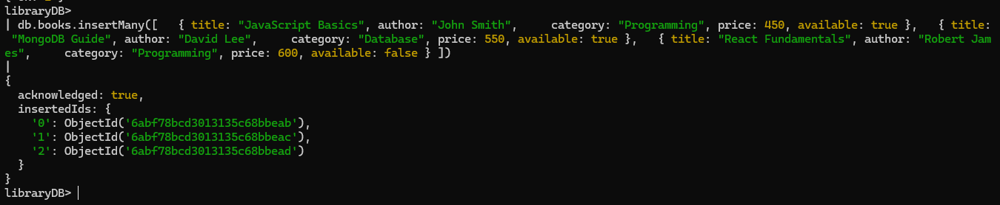 libraryDB>
| db.books.insertMany([   { title: "JavaScript Basics", author: "John Smith",     category: "Programming", price: 450, available: true },   { title:
 "MongoDB Guide", author: "David Lee",     category: "Database", price: 550, available: true },   { title: "React Fundamentals", author: "Robert Jam
es",     category: "Programming", price: 600, available: false } ])
|
{
  acknowledged: true,
  insertedIds: {
    '0': ObjectId('6abf78bcd3013135c68bbeab'),
    '1': ObjectId('6abf78bcd3013135c68bbeac'),
    '2': ObjectId('6abf78bcd3013135c68bbead')
  }
}
libraryDB>